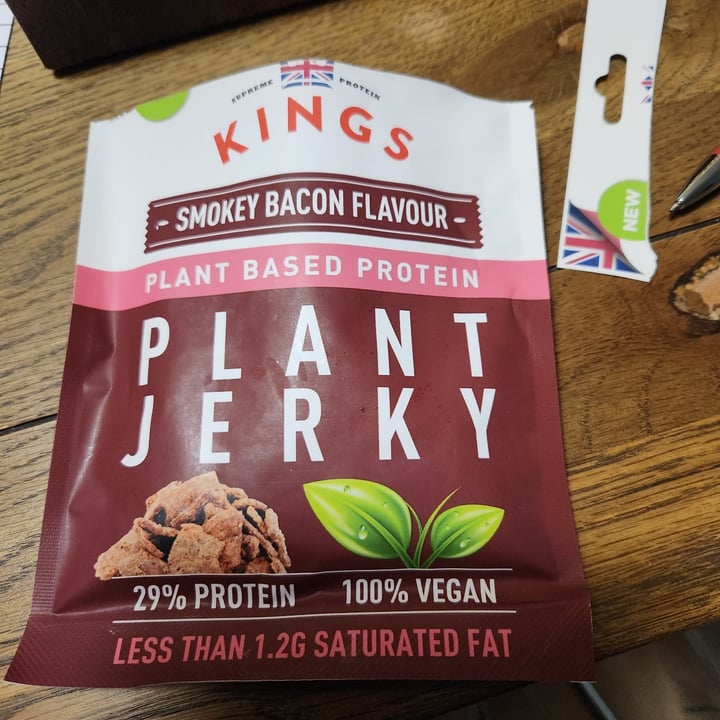 SUPREME PROTEIN
KINGS
- SMOKEY BACON FLAVOUR -
PLANT BASED PROTEIN
PLANT
JERKY
29% PROTEIN 100% VEGAN
LESS THAN 1.2G SATURATED FAT
NEW